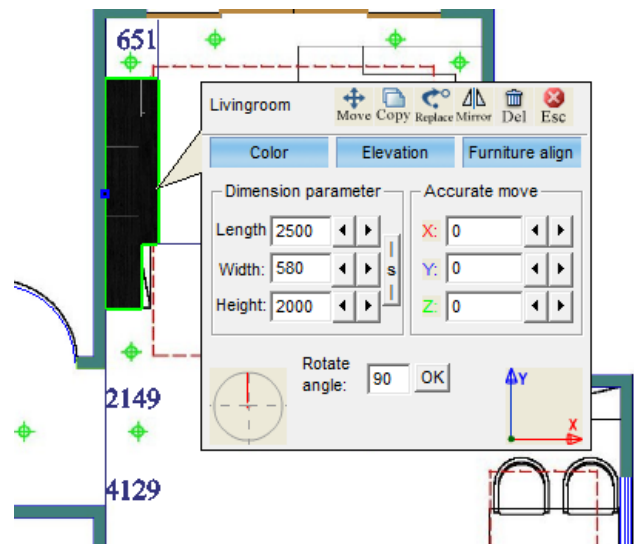 651
Livingroom
Move Copy Replace Mirror Del Esc
Color Elevation Furniture align
Dimension parameter Accurate move
Length 2500 X: 0
Width: 580 S Y: 0
Height: 2000 Z: 0
Rotate angle: 90 OK
Y
X
2149
4129